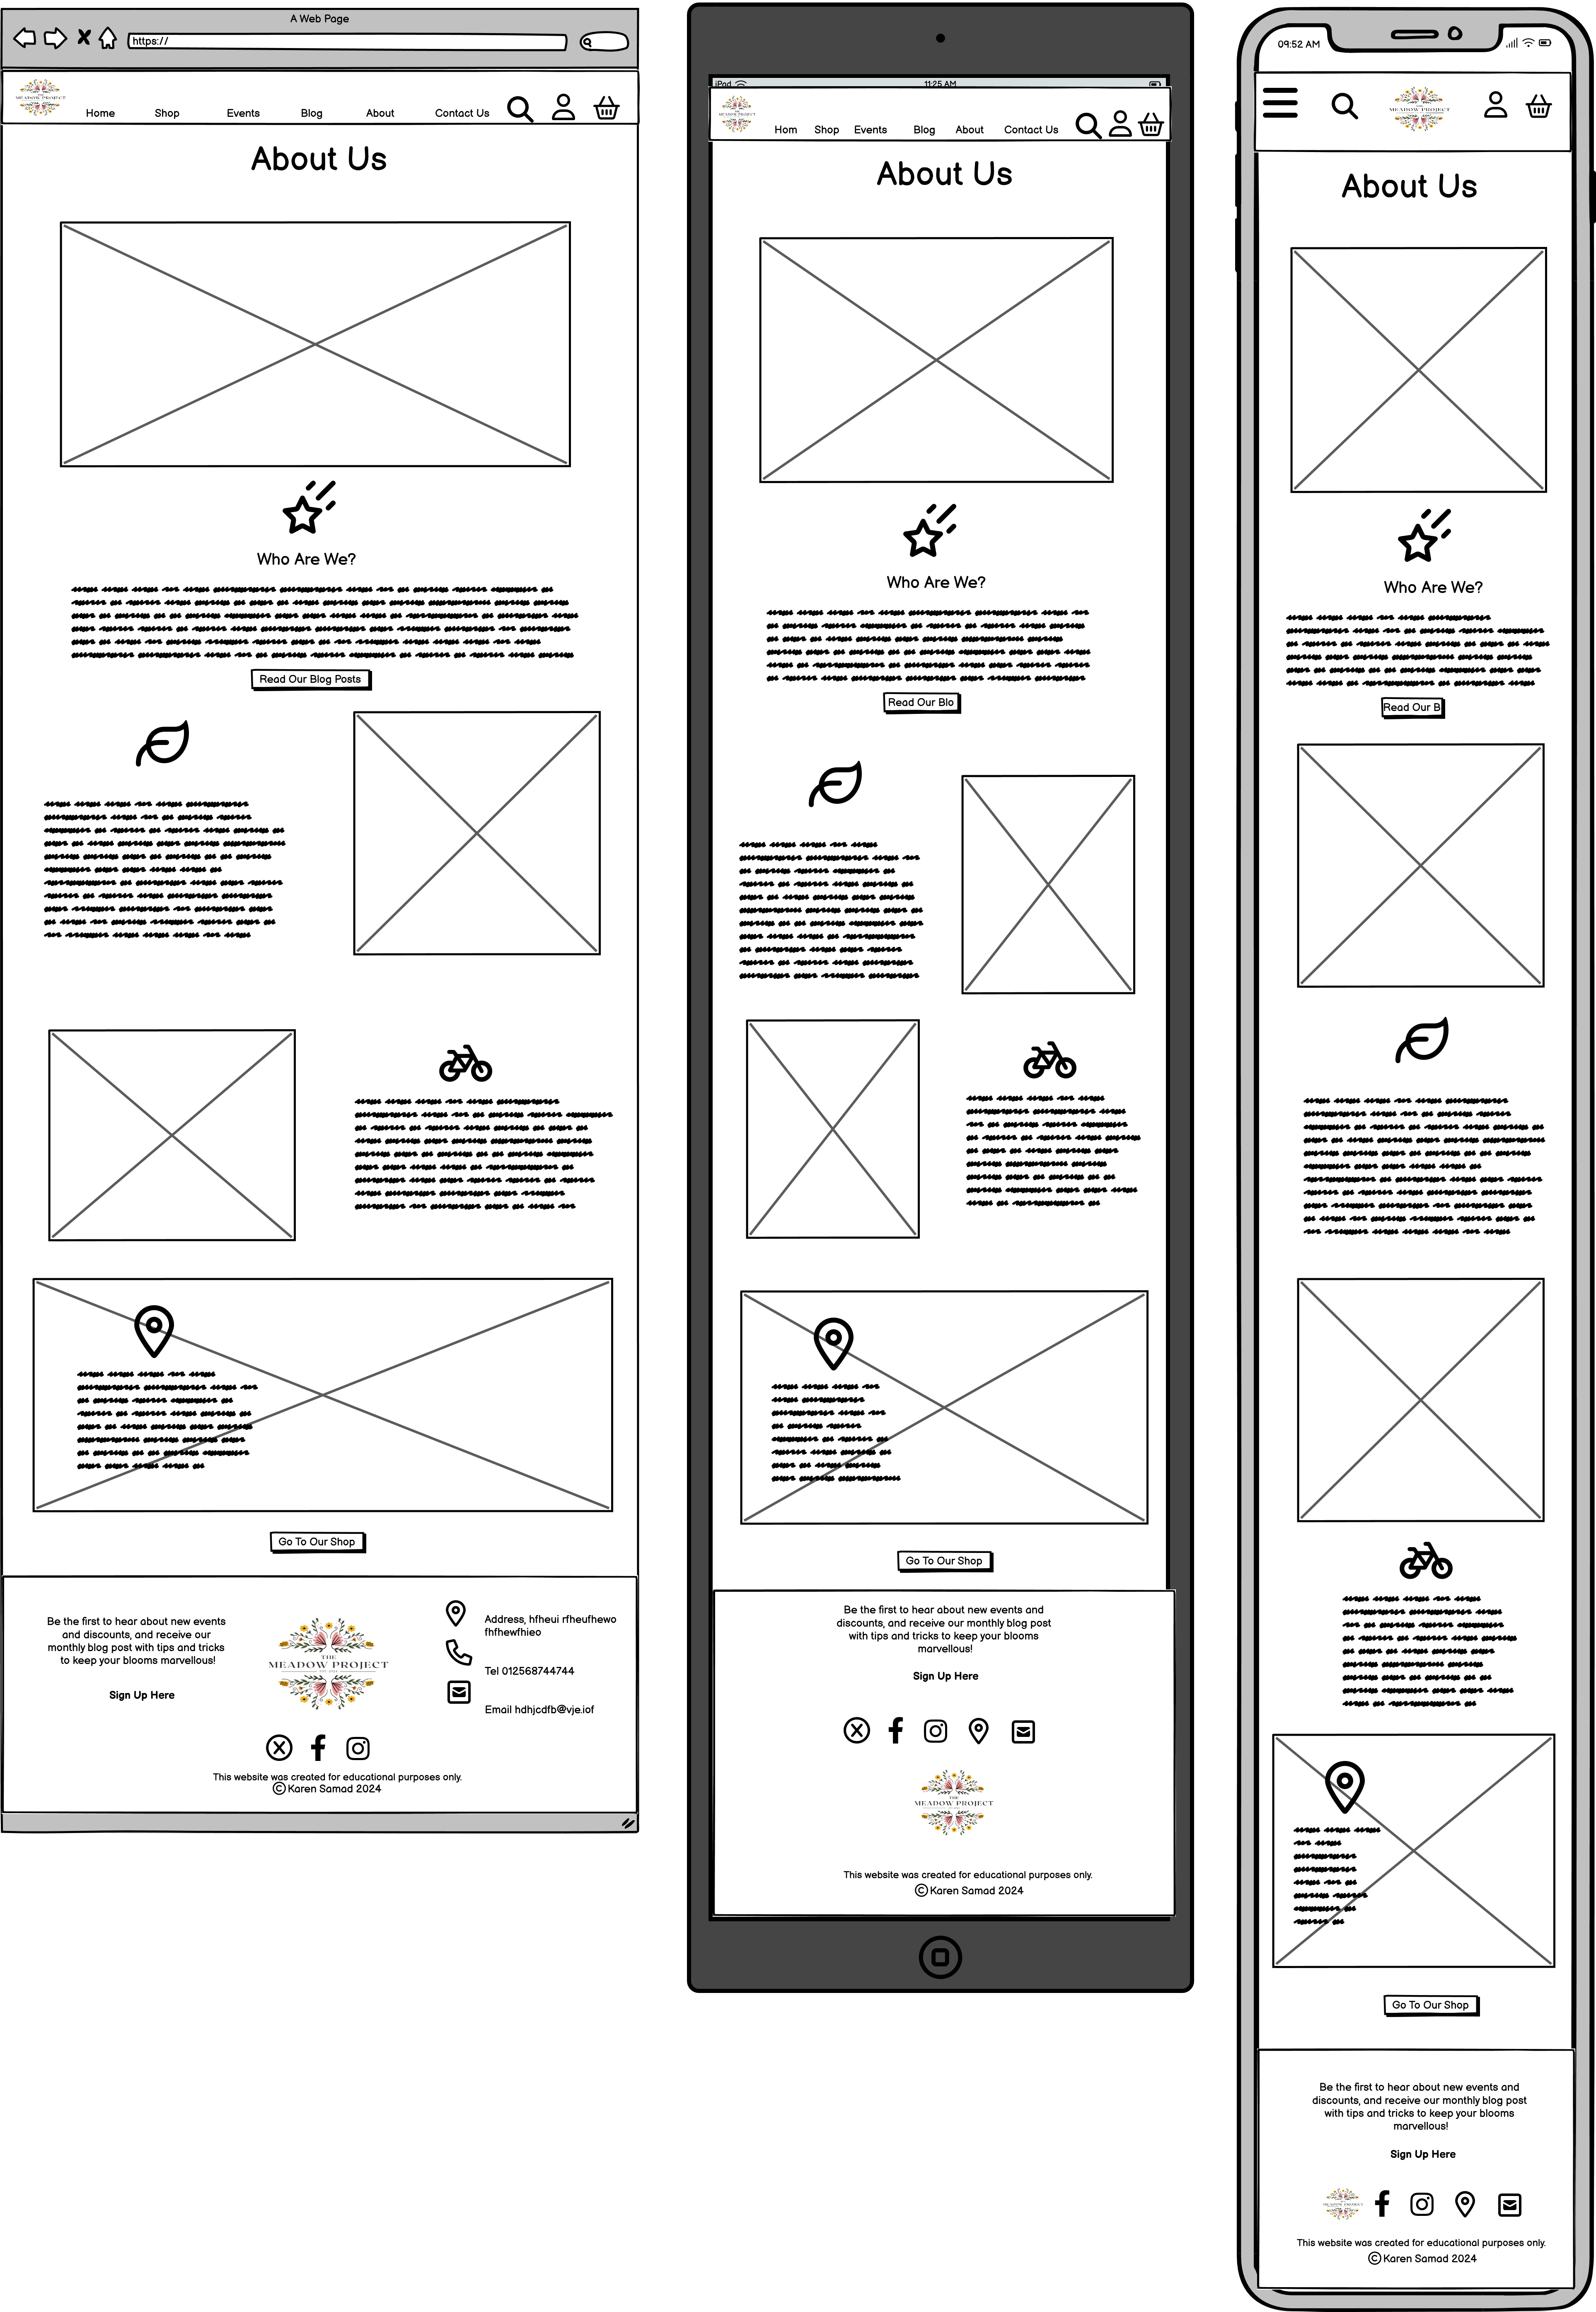 A Web Page
https://
THE
MEADOW PROJECT
Home Shop Events Blog About Contact Us
About Us
Who Are We?
Read Our Blog Posts
Go To Our Shop
Be the first to hear about new events
and discounts, and receive our
monthly blog post with tips and tricks
to keep your blooms marvellous!
Sign Up Here
THE
MEADOW PROJECT
Address, hfheui rfheufhewo
fhfhewfhieo
Tel 012568744744
Email hdhjcdfb@vje.iof
This website was created for educational purposes only.
© Karen Samad 2024
iPad 11:25 AM
MEADOW PROJECT
Hom Shop Events Blog About Contact Us
About Us
Who Are We?
Read Our Blo
Go To Our Shop
Be the first to hear about new events and
discounts, and receive our monthly blog post
with tips and tricks to keep your blooms
marvellous!
Sign Up Here
THE
MEADOW PROJECT
This website was created for educational purposes only.
© Karen Samad 2024
09:52 AM
THE
MEADOW PROJECT
About Us
Who Are We?
Read Our B
Go To Our Shop
Be the first to hear about new events and
discounts, and receive our monthly blog post
with tips and tricks to keep your blooms
marvellous!
Sign Up Here
MEADOW PROJECT
This website was created for educational purposes only.
© Karen Samad 2024